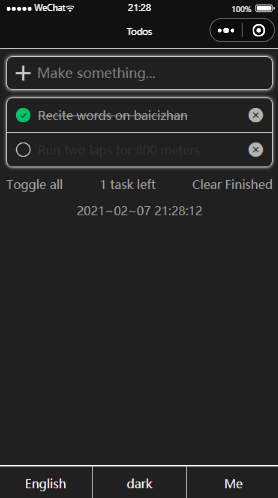 WeChat 21:28 100%
Todos
Make something...
Recite words on baicizhan
Run two laps for 800 meters
Toggle all 1 task left Clear Finished
2021~02~07 21:28:12
English dark Me